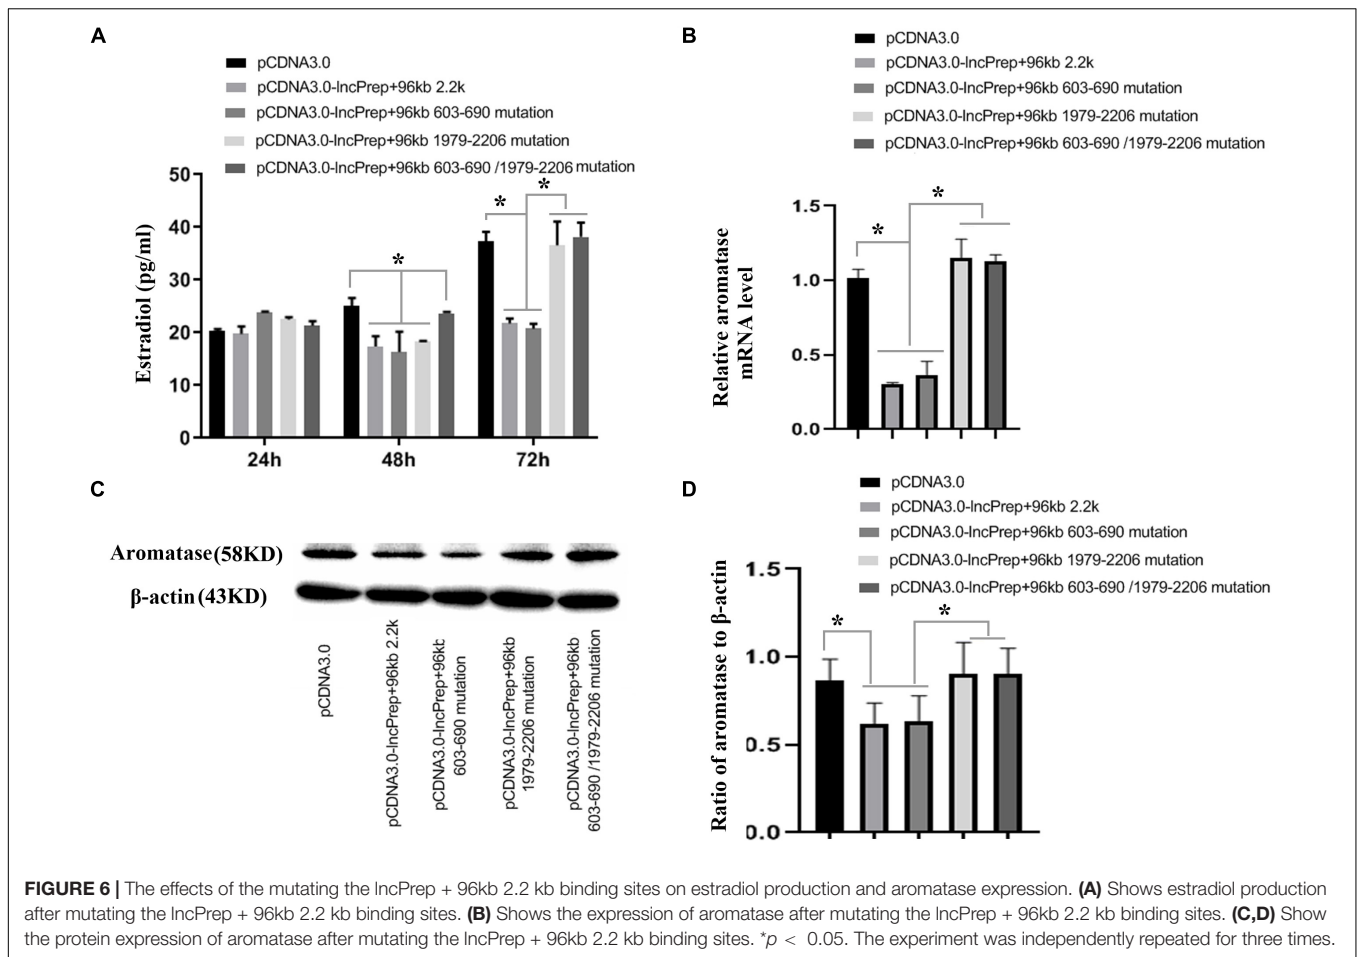 A
pCDNA3.0
pCDNA3.0-lncPrep+96kb 2.2k
pCDNA3.0-lncPrep+96kb 603-690 mutation
pCDNA3.0-lncPrep+96kb 1979-2206 mutation
pCDNA3.0-lncPrep+96kb 603-690 /1979-2206 mutation
Estradiol (pg/ml)
50
40
30
20
10
0
*
*
*
24h
48h
72h
B
pCDNA3.0
pCDNA3.0-lncPrep+96kb 2.2k
pCDNA3.0-lncPrep+96kb 603-690 mutation
pCDNA3.0-lncPrep+96kb 1979-2206 mutation
pCDNA3.0-lncPrep+96kb 603-690 /1979-2206 mutation
Relative aromatase
mRNA level
1.5
1.0
0.5
0.0
*
*
C
Aromatase(58KD)
β-actin(43KD)
pCDNA3.0
pCDNA3.0-lncPrep+96kb 2.2k
pCDNA3.0-lncPrep+96kb
603-690 mutation
pCDNA3.0-lncPrep+96kb
1979-2206 mutation
pCDNA3.0-lncPrep+96kb
603-690 /1979-2206 mutation
D
pCDNA3.0
pCDNA3.0-lncPrep+96kb 2.2k
pCDNA3.0-lncPrep+96kb 603-690 mutation
pCDNA3.0-lncPrep+96kb 1979-2206 mutation
pCDNA3.0-lncPrep+96kb 603-690 /1979-2206 mutation
Ratio of aromatase to β-actin
1.5
1.0
0.5
0.0
*
*
FIGURE 6 | The effects of the mutating the lncPrep + 96kb 2.2 kb binding sites on estradiol production and aromatase expression. (A) Shows estradiol production
after mutating the lncPrep + 96kb 2.2 kb binding sites. (B) Shows the expression of aromatase after mutating the lncPrep + 96kb 2.2 kb binding sites. (C,D) Show
the protein expression of aromatase after mutating the lncPrep + 96kb 2.2 kb binding sites. *p < 0.05. The experiment was independently repeated for three times.